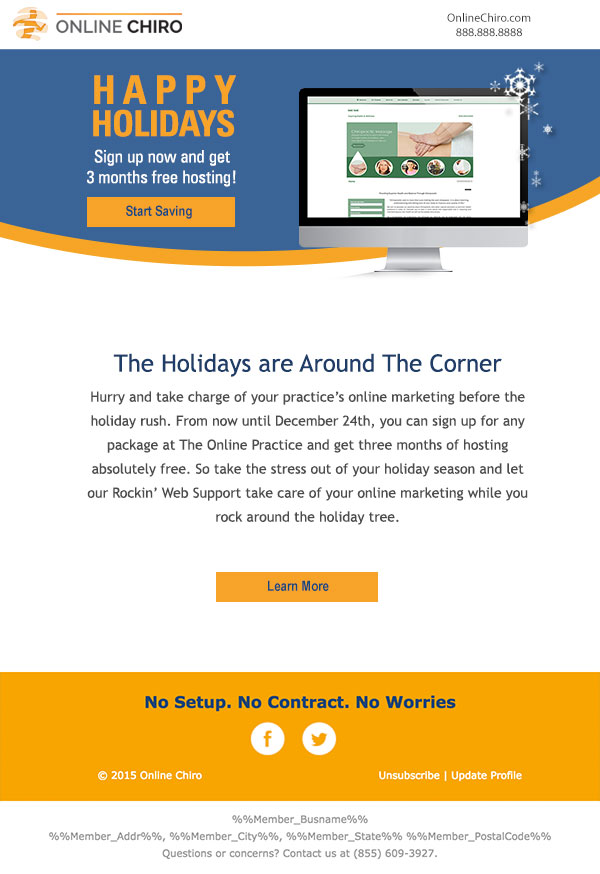 ONLINE CHIRO
OnlineChiro.com
888.888.8888
HAPPY
HOLIDAYS
Sign up now and get
3 months free hosting!
Start Saving
Chiropractic Massage
The Holidays are Around The Corner
Hurry and take charge of your practice’s online marketing before the
holiday rush. From now until December 24th, you can sign up for any
package at The Online Practice and get three months of hosting
absolutely free. So take the stress out of your holiday season and let
our Rockin’ Web Support take care of your online marketing while you
rock around the holiday tree.
Learn More
No Setup. No Contract. No Worries
© 2015 Online Chiro
Unsubscribe | Update Profile
%%Member_Busname%%
%%Member_Addr%%, %%Member_City%%, %%Member_State%% %%Member_PostalCode%%
Questions or concerns? Contact us at (855) 609-3927.